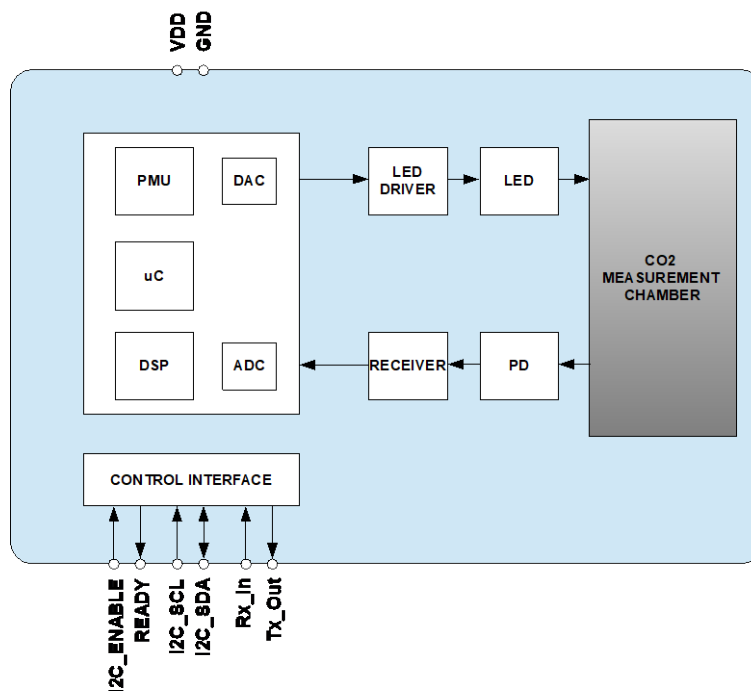 VDD
GND
PMU
DAC
LED
DRIVER
LED
uC
CO2
MEASUREMENT
CHAMBER
DSP
ADC
RECEIVER
PD
CONTROL INTERFACE
I2C_ENABLE
READY
I2C_SCL
I2C_SDA
Rx_In
Tx_Out